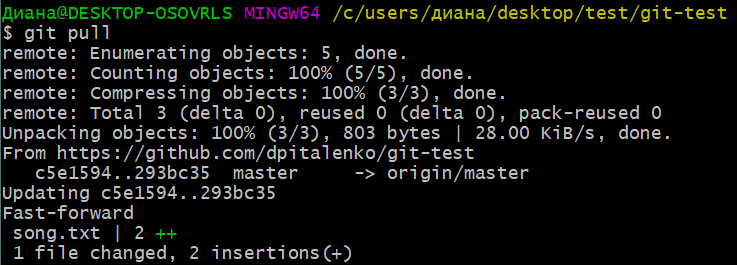 Диана@DESKTOP-OSOVRLS MINGW64 /c/users/диана/desktop/test/git-test
$ git pull
remote: Enumerating objects: 5, done.
remote: Counting objects: 100% (5/5), done.
remote: Compressing objects: 100% (3/3), done.
remote: Total 3 (delta 0), reused 0 (delta 0), pack-reused 0
Unpacking objects: 100% (3/3), 803 bytes | 28.00 KiB/s, done.
From https://github.com/dpitalenko/git-test
   c5e1594..293bc35  master     -> origin/master
Updating c5e1594..293bc35
Fast-forward
 song.txt | 2 ++
 1 file changed, 2 insertions(+)